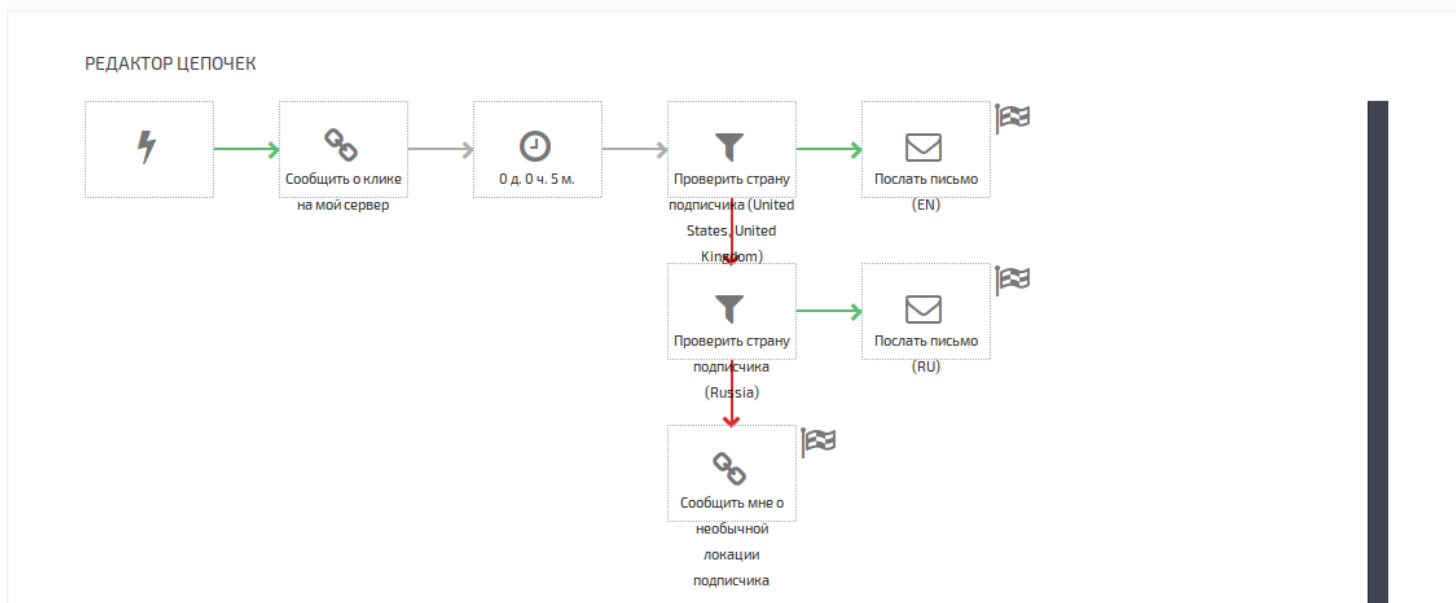 РЕДАКТОР ЦЕПОЧЕК
Сообщить о клике
на мой сервер
0 д. 0 ч. 5 м.
Проверить страну
подписчика (United
States, United
Kingdom)
Послать письмо
(EN)
Проверить страну
подписчика
(Russia)
Послать письмо
(RU)
Сообщить мне о
необычной
локации
подписчика